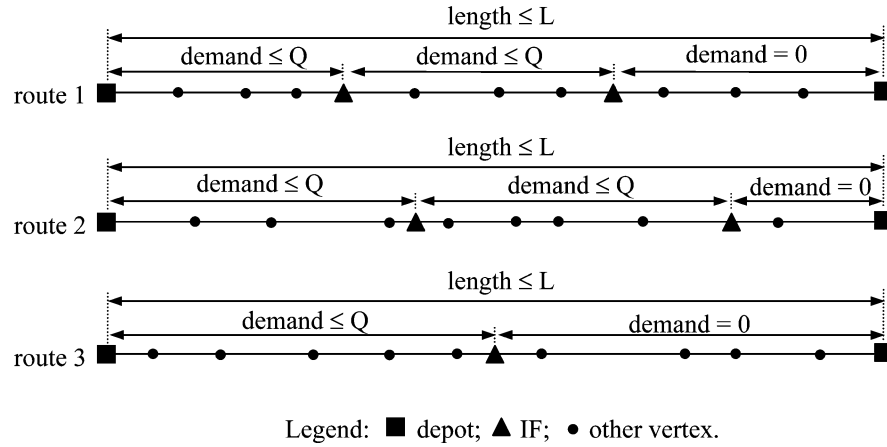 length ≤ L
demand ≤ Q demand ≤ Q demand = 0
route 1
length ≤ L
demand ≤ Q demand ≤ Q demand = 0
route 2
length ≤ L
demand ≤ Q demand = 0
route 3
Legend: ■ depot; ▲ IF; ● other vertex.